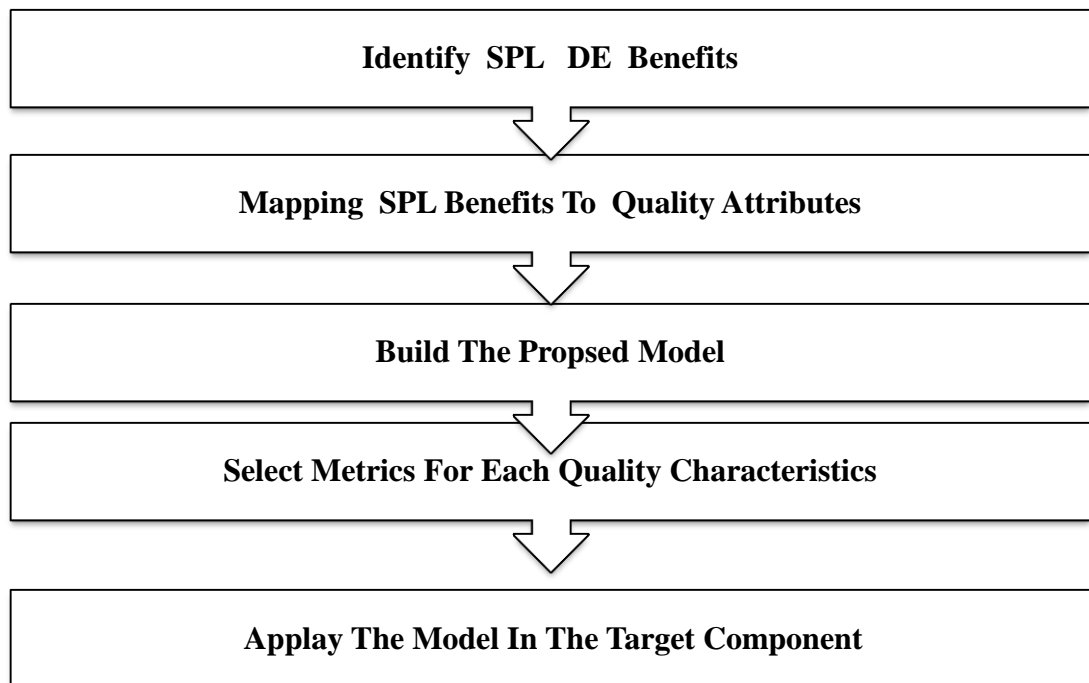 Identify SPL DE Benefits
Mapping SPL Benefits To Quality Attributes
Build The Propsed Model
Select Metrics For Each Quality Characteristics
Applay The Model In The Target Component